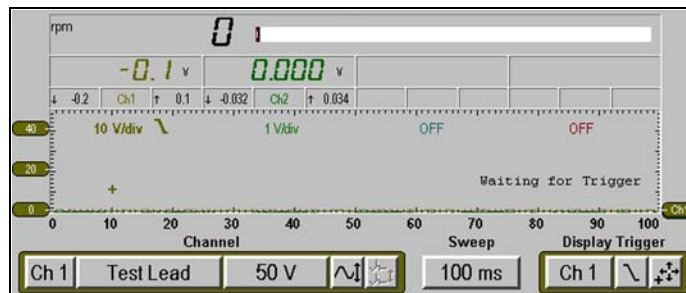 rpm 0
-0.1 v 0.000 v
↓ -0.2 Ch1 ↑ 0.1 ↓ -0.032 Ch2 ↑ 0.034
40 10 V/div 1 V/div OFF OFF
20
Waiting for Trigger
0 Ch1
0 10 20 30 40 50 60 70 80 90 100
Channel Sweep Display Trigger
Ch 1 Test Lead 50 V 100 ms Ch 1